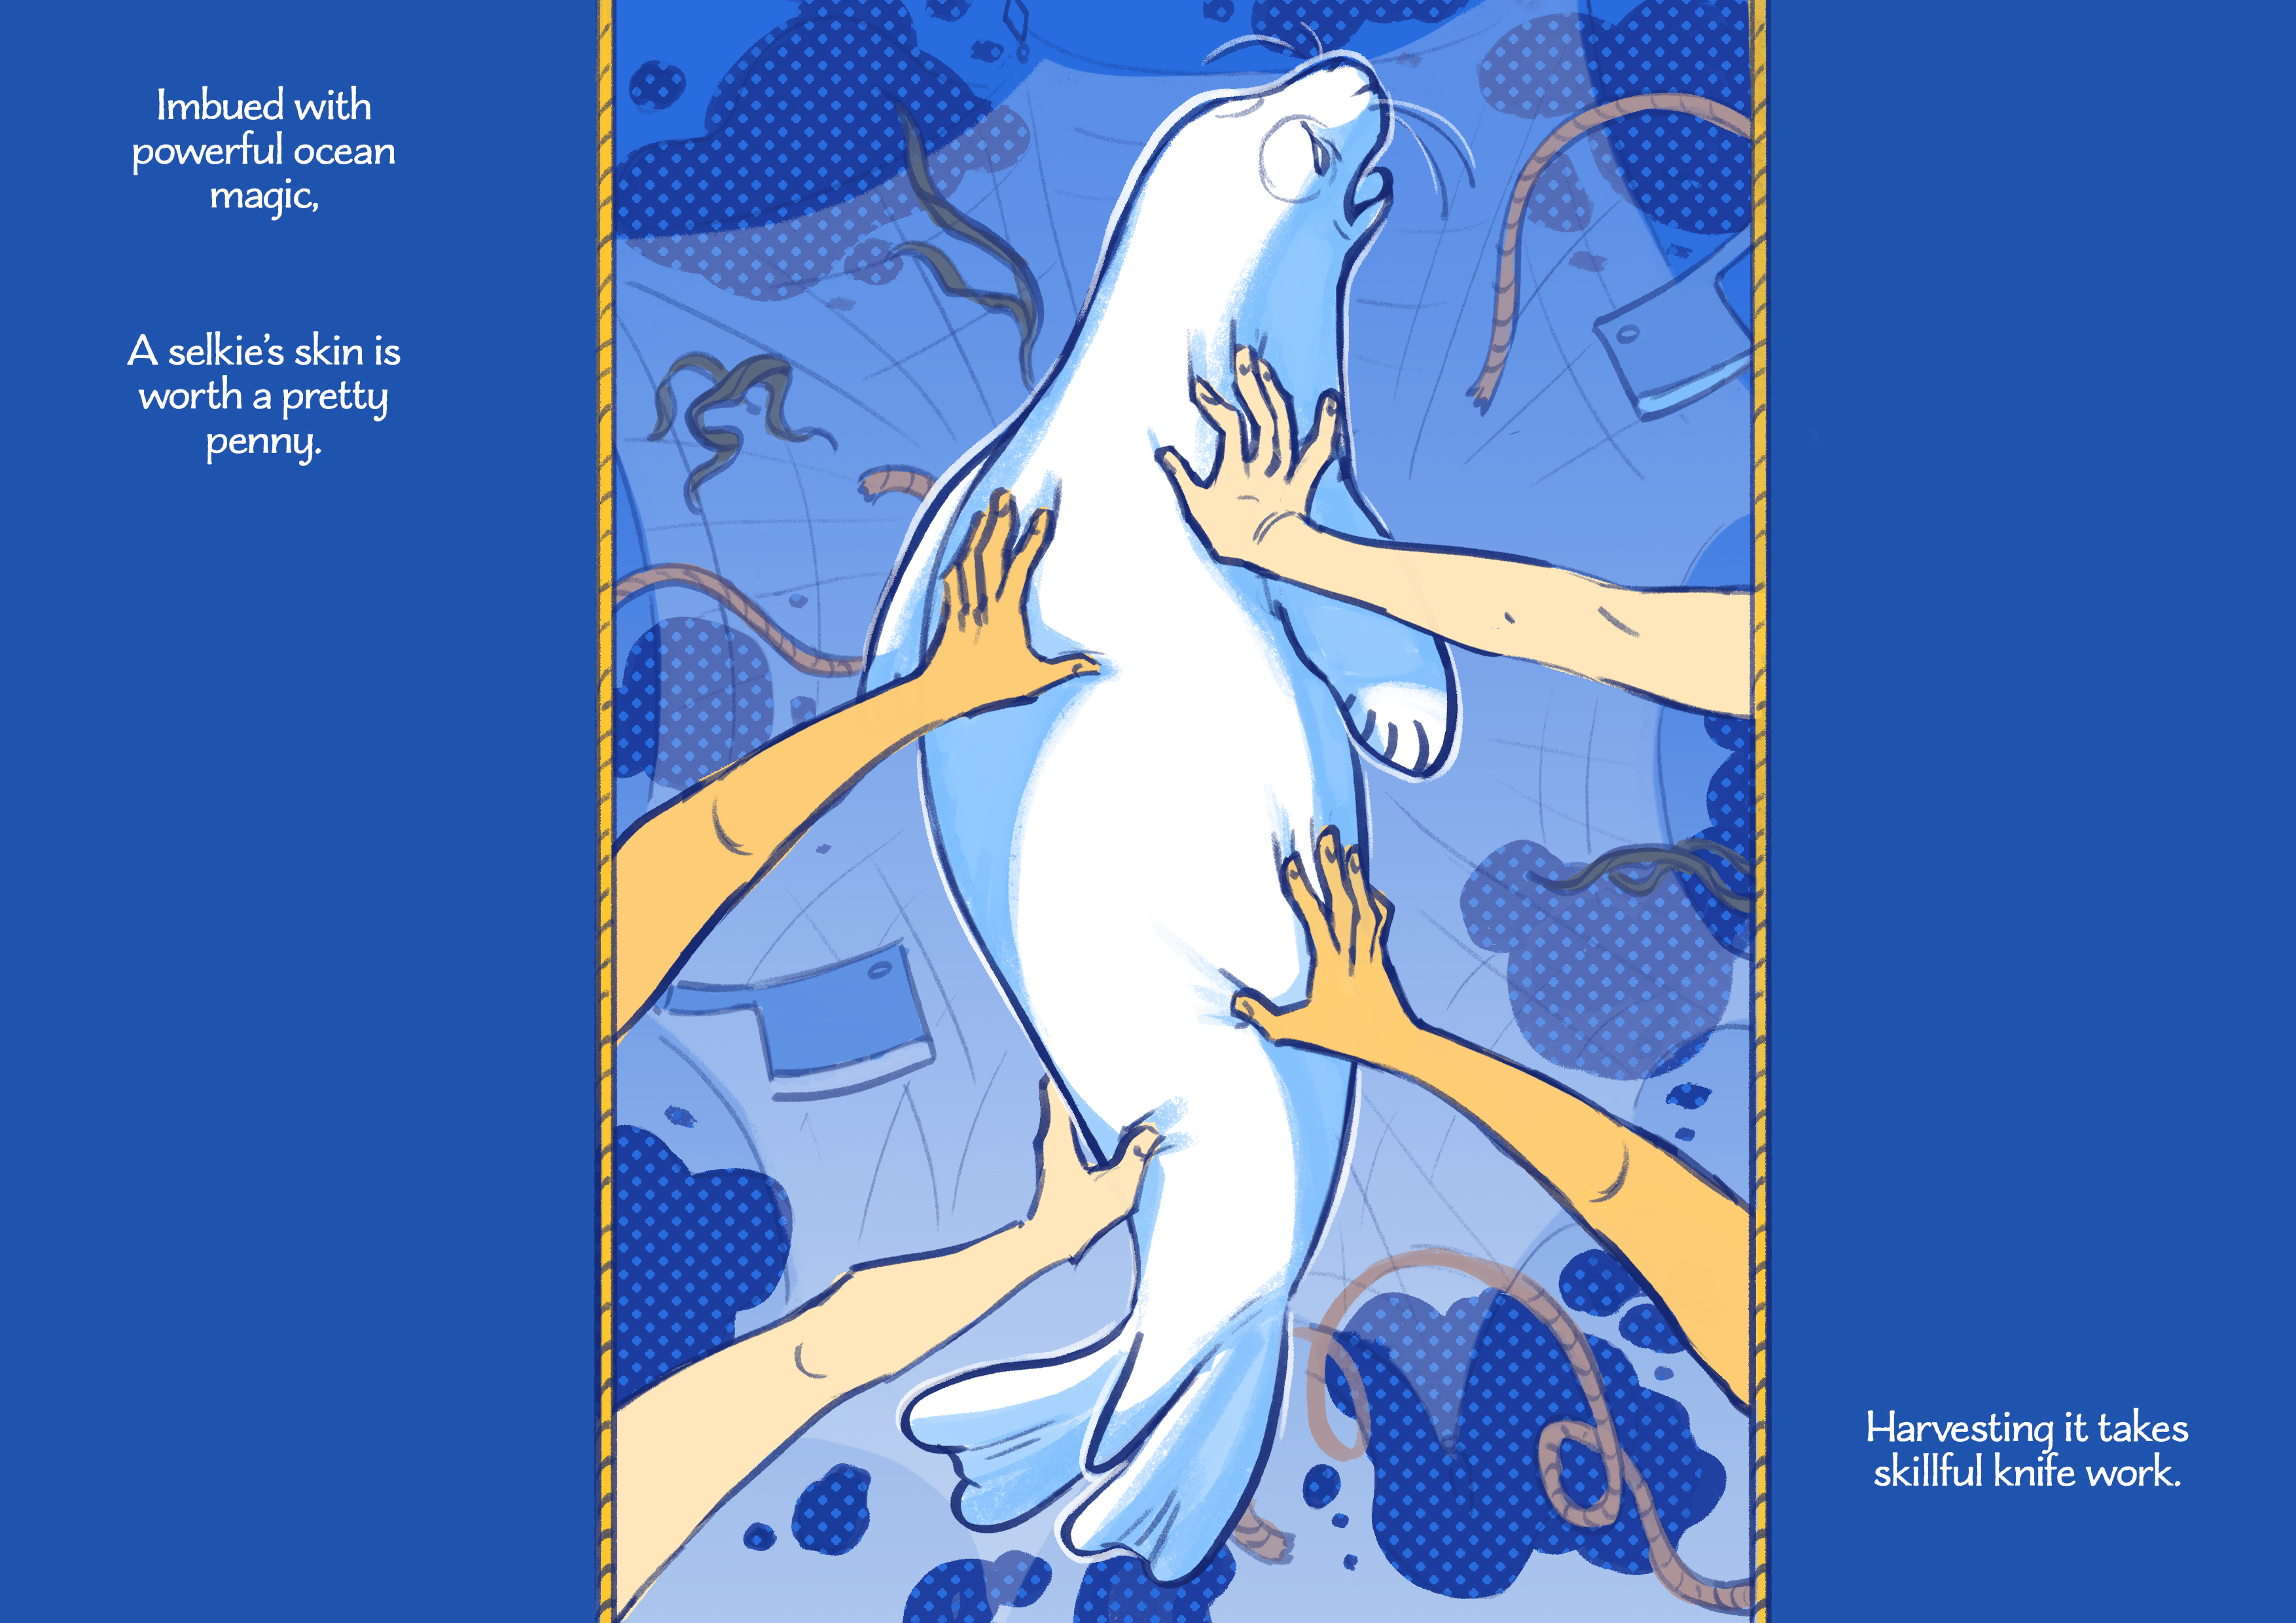 Imbued with
powerful ocean
magic,
A selkie's skin is
worth a pretty
penny.
Harvesting it takes
skillful knife work.